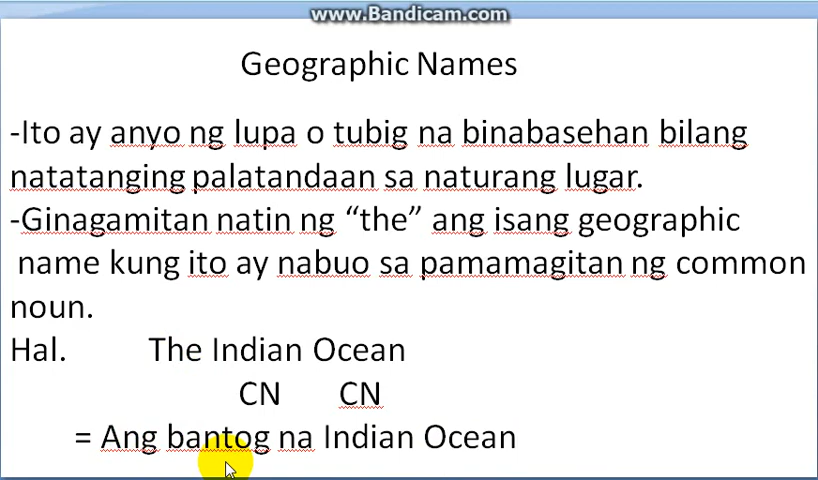 www.Bandicam.com
Geographic Names
-Ito ay anyo ng lupa o tubig na binabasehan bilang
natatanging palatandaan sa naturang lugar.
-Ginagamitan natin ng “the” ang isang geographic
name kung ito ay nabuo sa pamamagitan ng common
noun.
Hal. The Indian Ocean
CN CN
= Ang bantog na Indian Ocean